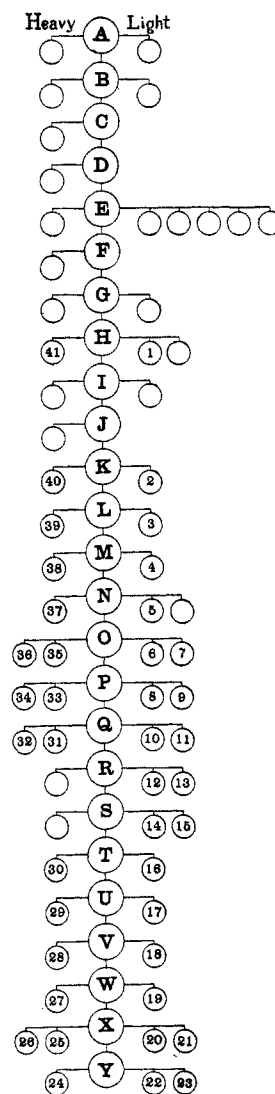 Heavy A Light
B
C
D
E
F
G
41 H 1
I
J
40 K 2
39 L 3
38 M 4
37 N 5
36 35 O 6 7
34 33 P 8 9
32 31 Q 10 11
R 12 13
S 14 15
30 T 16
29 U 17
28 V 18
27 W 19
26 25 X 20 21
24 Y 22 23